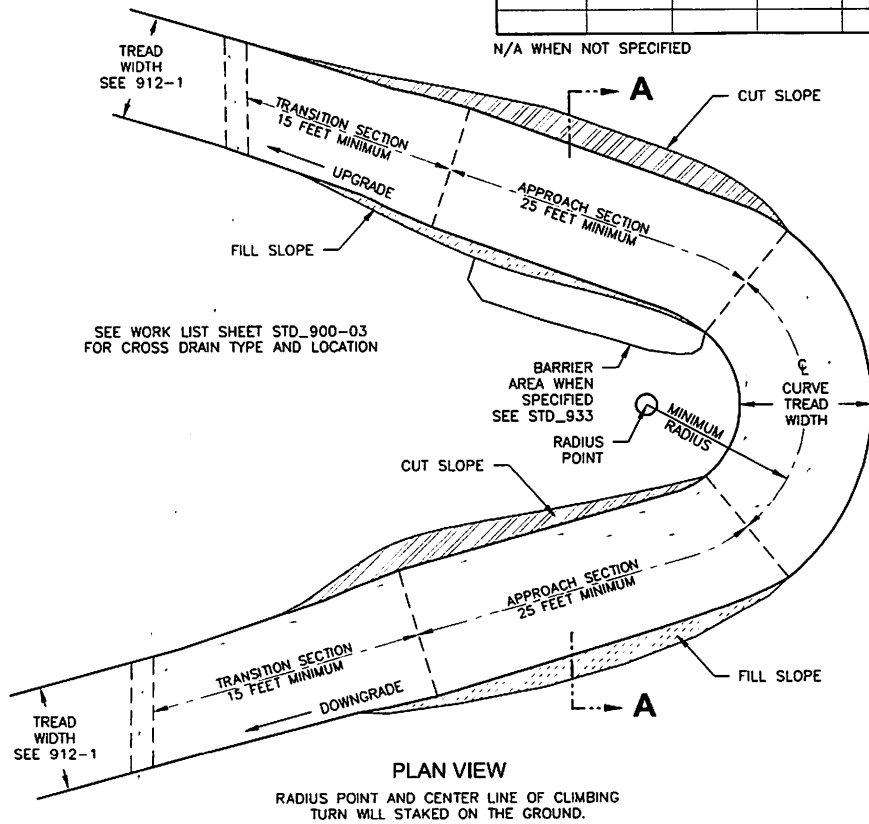 N/A WHEN NOT SPECIFIED
TREAD
WIDTH
SEE 912-1
A
CUT SLOPE
TRANSITION SECTION
15 FEET MINIMUM
UPGRADE
APPROACH SECTION
25 FEET MINIMUM
FILL SLOPE
SEE WORK LIST SHEET STD_900-03
FOR CROSS DRAIN TYPE AND LOCATION
BARRIER
AREA WHEN
SPECIFIED
SEE STD_933
RADIUS
POINT
MINIMUM
RADIUS
℄
CURVE
TREAD
WIDTH
CUT SLOPE
APPROACH SECTION
25 FEET MINIMUM
TRANSITION SECTION
15 FEET MINIMUM
DOWNGRADE
FILL SLOPE
A
TREAD
WIDTH
SEE 912-1
PLAN VIEW
RADIUS POINT AND CENTER LINE OF CLIMBING
TURN WILL STAKED ON THE GROUND.